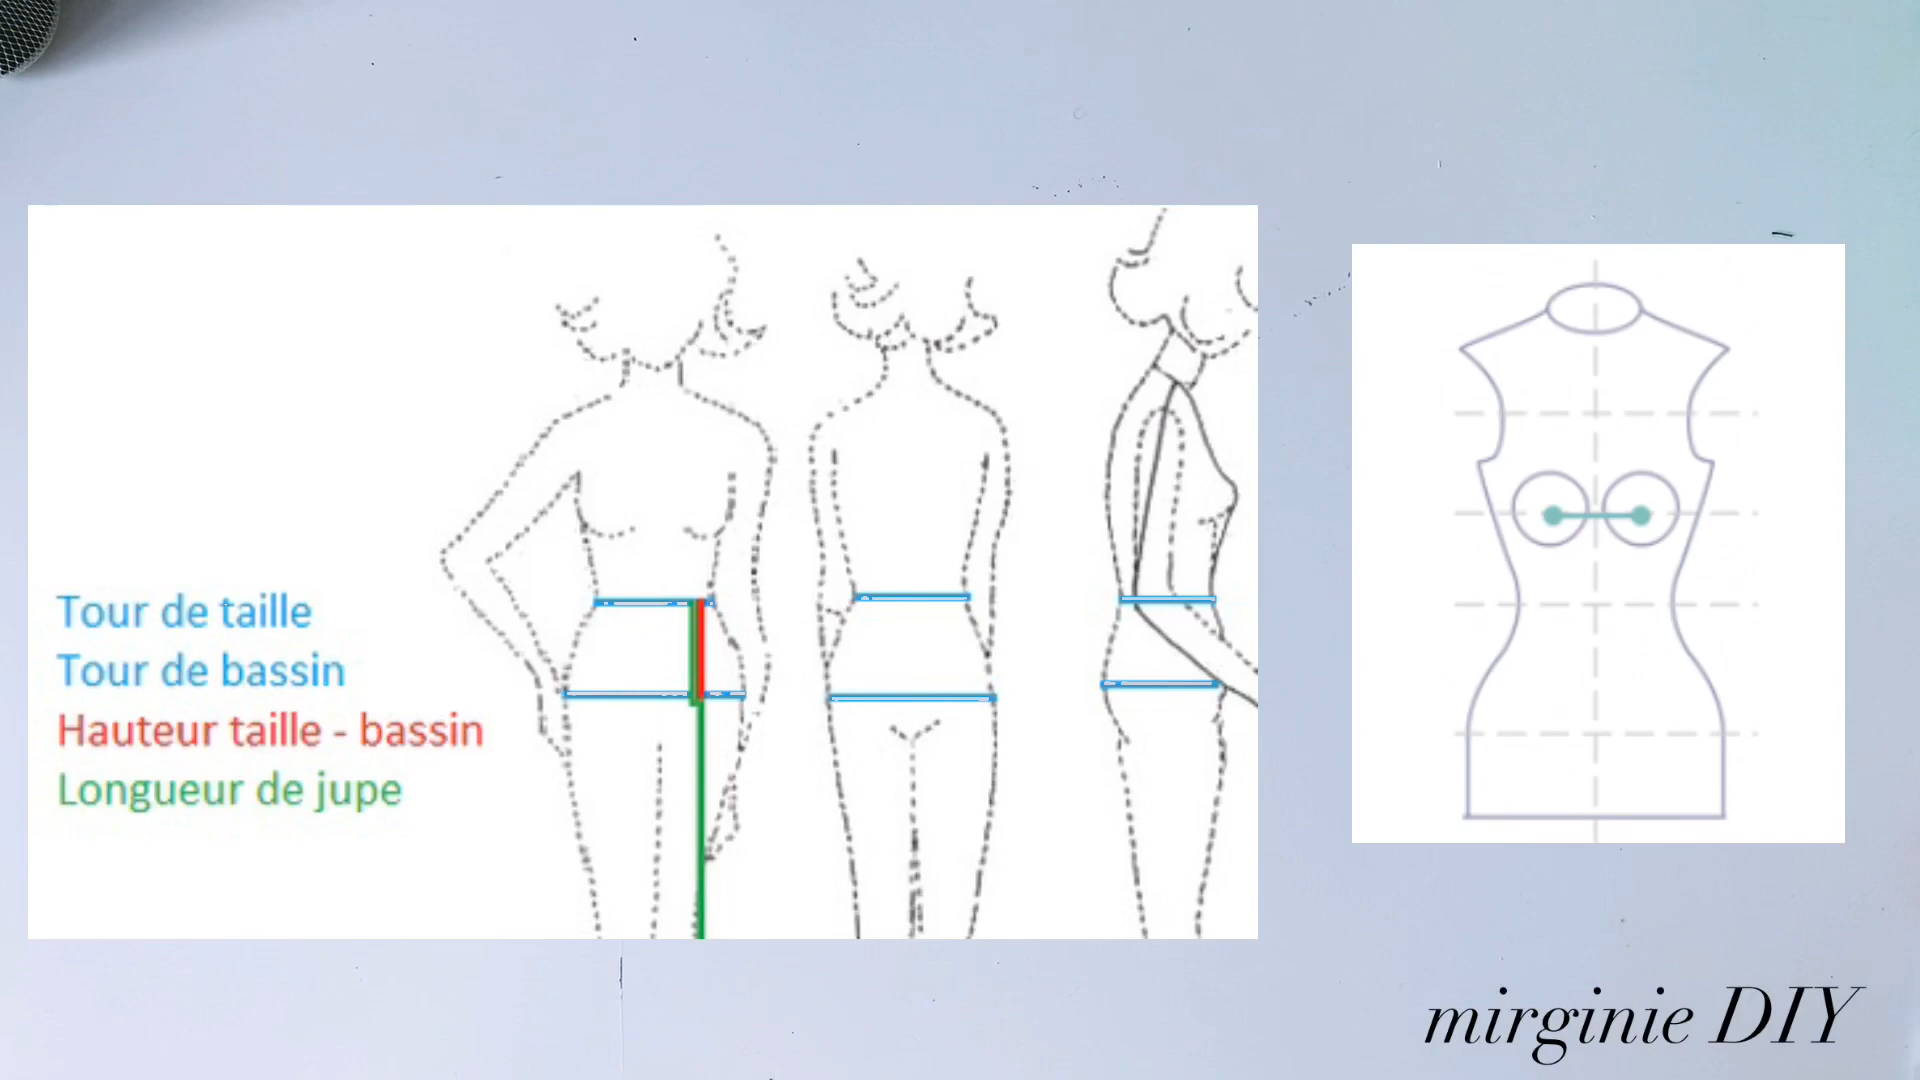 Tour de taille
Tour de bassin
Hauteur taille - bassin
Longueur de jupe
mirginie DIY